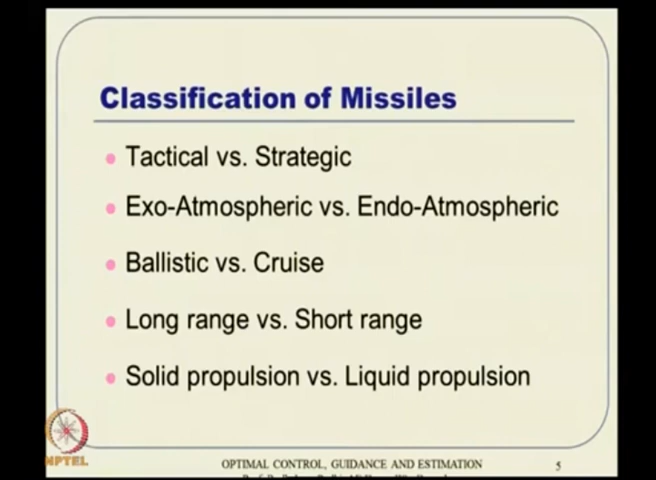 Classification of Missiles
Tactical vs. Strategic
Exo-Atmospheric vs. Endo-Atmospheric
Ballistic vs. Cruise
Long range vs. Short range
Solid propulsion vs. Liquid propulsion
NPTEL
OPTIMAL CONTROL, GUIDANCE AND ESTIMATION
5